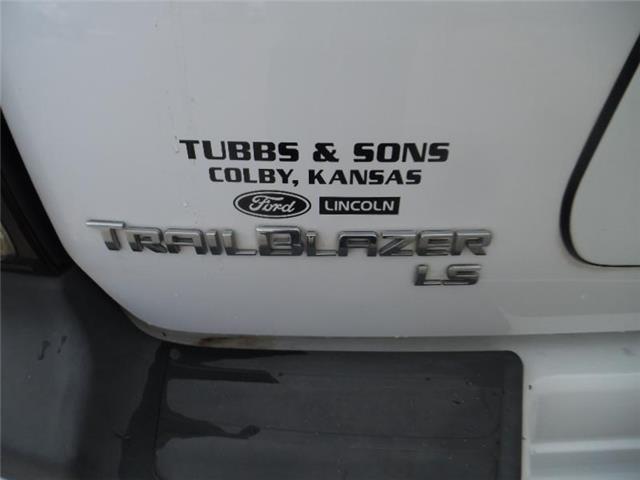 TUBBS & SONS
COLBY, KANSAS
Ford LINCOLN
TRAILBLAZER
LS